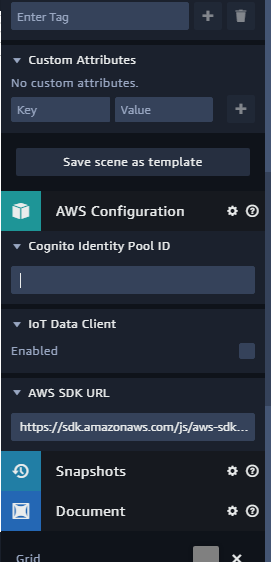 Enter Tag
Custom Attributes
No custom attributes.
Key Value
Save scene as template
AWS Configuration
Cognito Identity Pool ID
IoT Data Client
Enabled
AWS SDK URL
https://sdk.amazonaws.com/js/aws-sdk...
Snapshots
Document
Grid